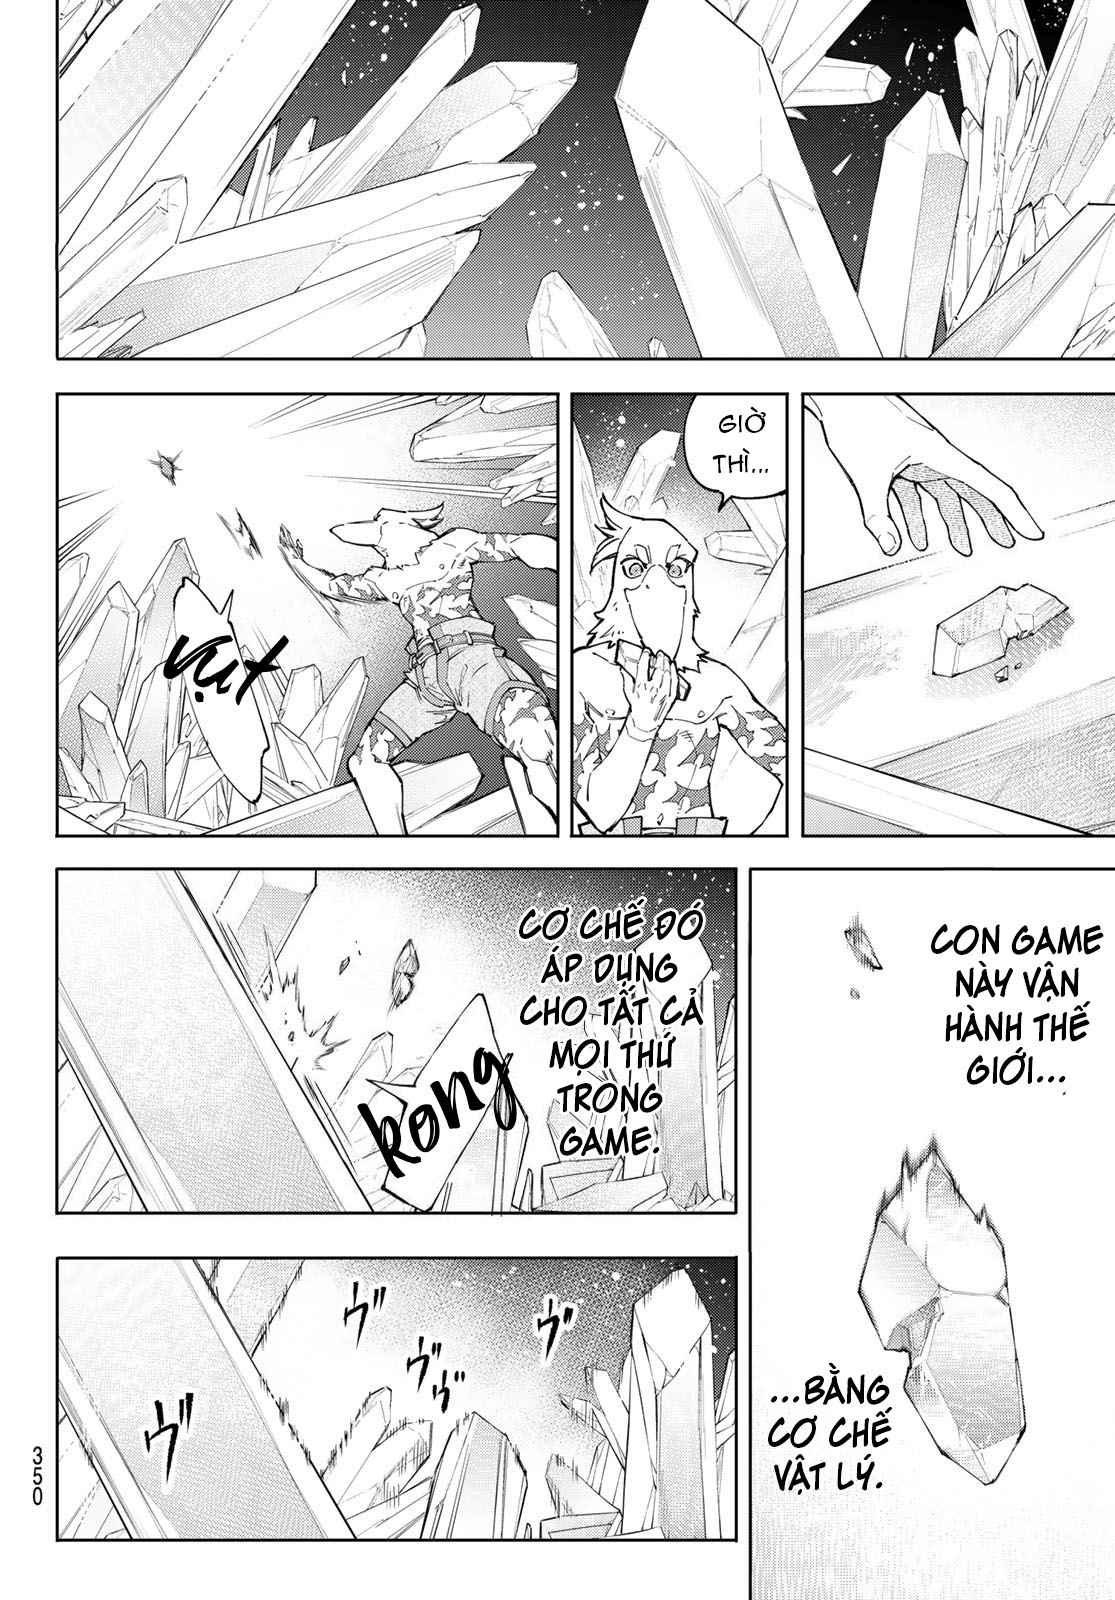 GIỜ
THÌ...
VỤT
CON GAME
NÀY VẬN
HÀNH THẾ
GIỚI...
...BẰNG
CƠ CHẾ
VẬT LÝ.
CƠ CHẾ ĐÓ
ÁP DỤNG
CHO TẤT CẢ
MỌI THỨ
TRONG
GAME.
KONG
ヴ
ヴ
ヴ
ヴ
350